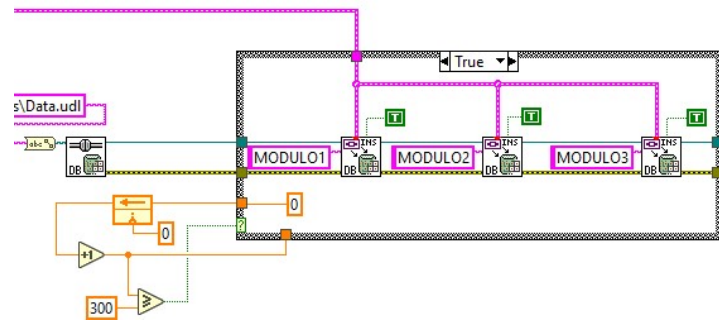 True
s\Data.udl
T
T
T
abc
INS
INS
INS
MODULO1
MODULO2
MODULO3
DB
DB
DB
DB
0
0
?
+1
≥
300